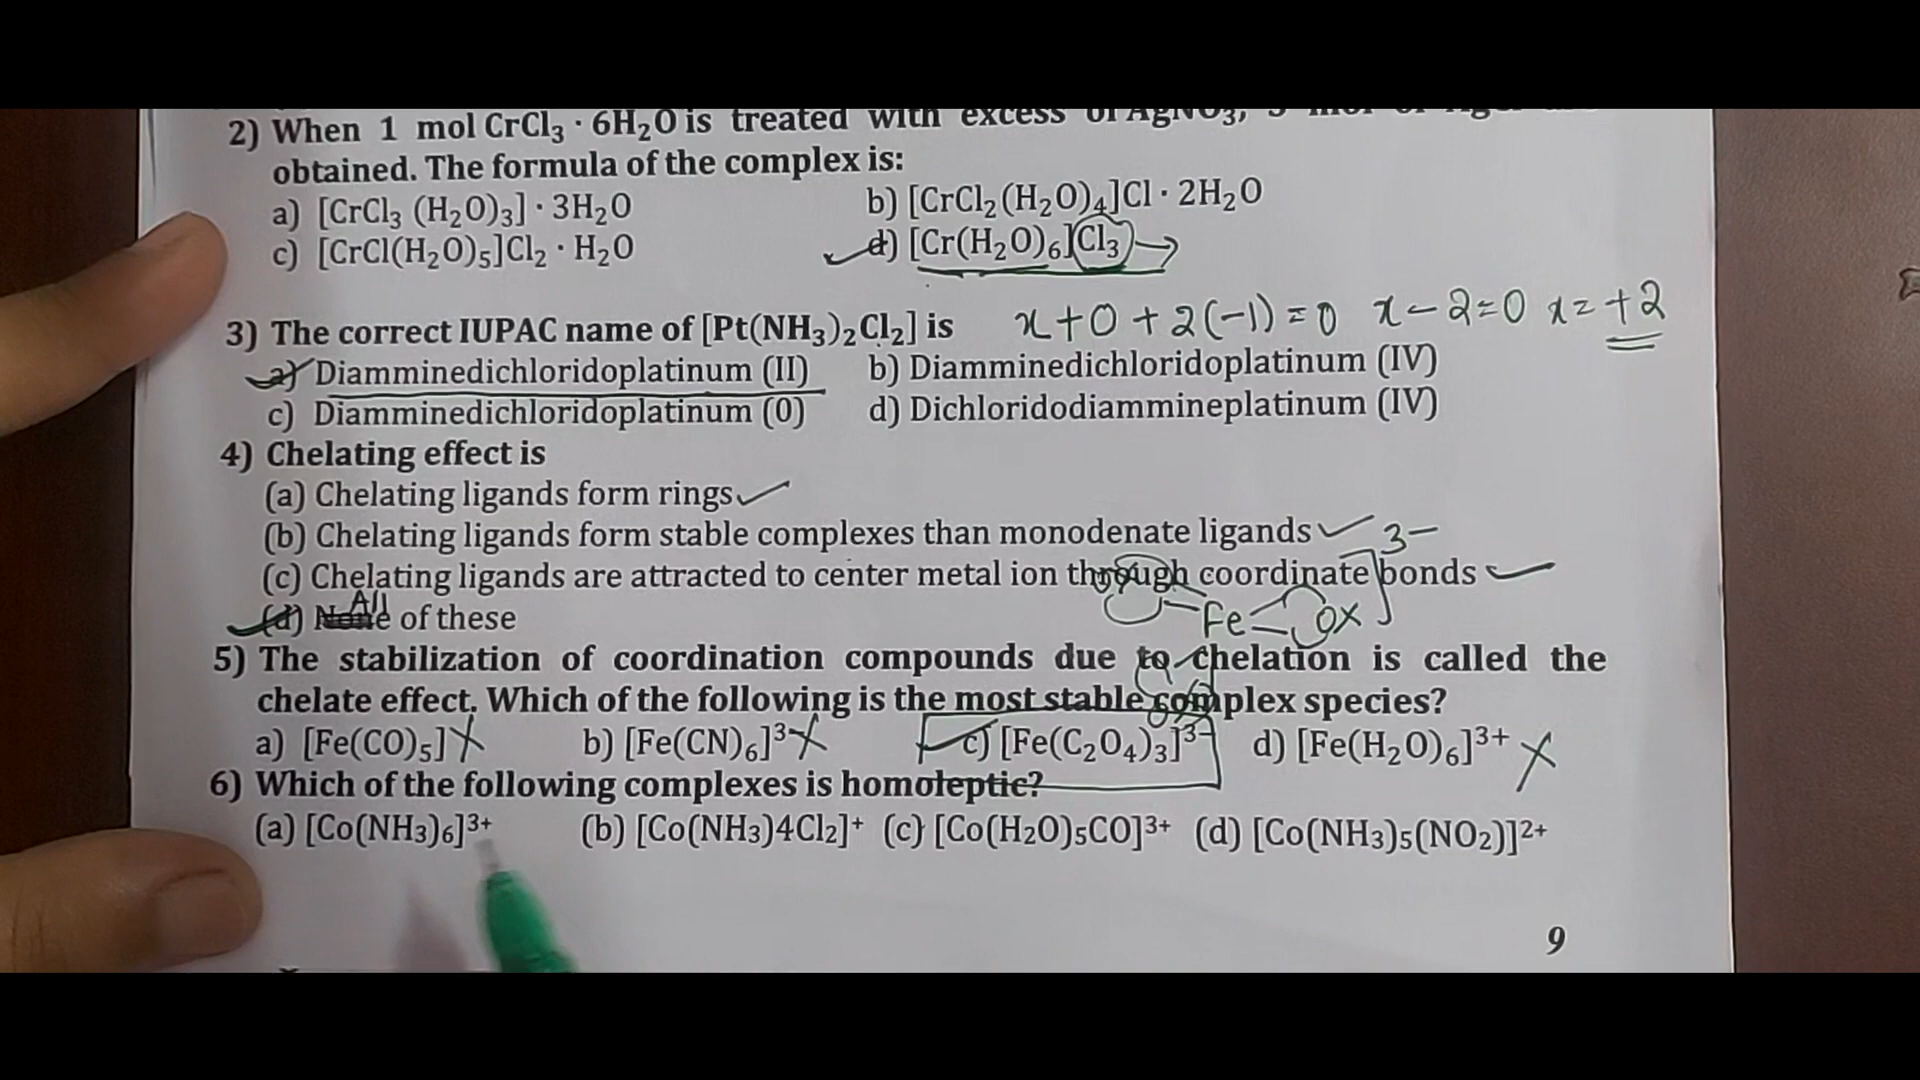 2) When 1 mol CrCl₃ · 6H₂O is treated with excess of AgNO₃, 3 mol of
obtained. The formula of the complex is:
a) [CrCl₃ (H₂O)₃] · 3H₂O b) [CrCl₂(H₂O)₄]Cl · 2H₂O
c) [CrCl(H₂O)₅]Cl₂ · H₂O d) [Cr(H₂O)₆]Cl₃
3) The correct IUPAC name of [Pt(NH₃)₂Cl₂] is x+0+2(-1)=0 x-2=0 x=+2
a) Diamminedichloridoplatinum (II) b) Diamminedichloridoplatinum (IV)
c) Diamminedichloridoplatinum (0) d) Dichloridodiammineplatinum (IV)
4) Chelating effect is
(a) Chelating ligands form rings
(b) Chelating ligands form stable complexes than monodenate ligands 3-
(c) Chelating ligands are attracted to center metal ion through coordinate bonds
(d) None All of these Fe ox
5) The stabilization of coordination compounds due to chelation is called the
chelate effect. Which of the following is the most stable complex species?
a) [Fe(CO)₅] b) [Fe(CN)₆]³⁻ c) [Fe(C₂O₄)₃]³⁻ d) [Fe(H₂O)₆]³⁺
6) Which of the following complexes is homoleptic?
(a) [Co(NH₃)₆]³⁺ (b) [Co(NH₃)4Cl₂]⁺ (c) [Co(H₂O)₅CO]³⁺ (d) [Co(NH₃)₅(NO₂)]²⁺
9